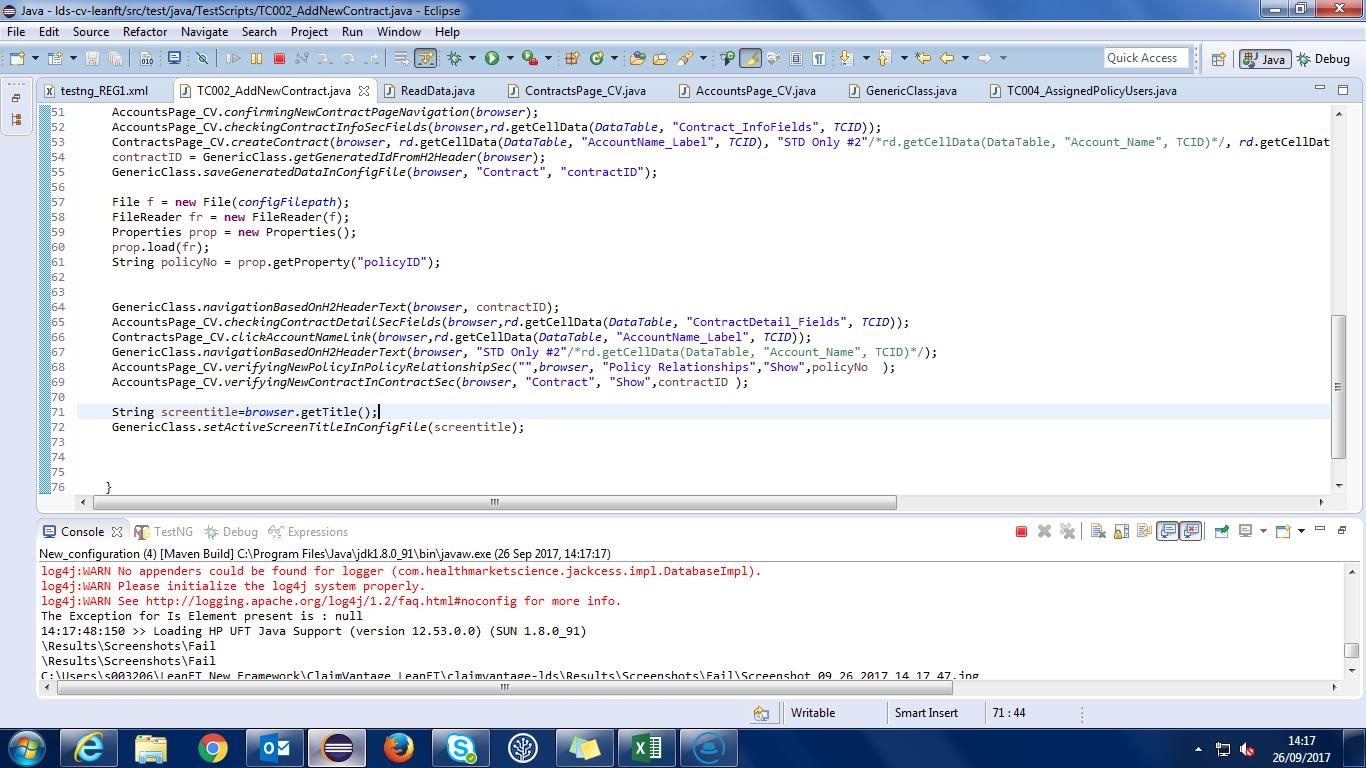 Java - lds-cv-leanft/src/test/java/TestScripts/TC002_AddNewContract.java - Eclipse
File Edit Source Refactor Navigate Search Project Run Window Help
Quick Access Java Debug
testng_REG1.xml TC002_AddNewContract.java ReadData.java ContractsPage_CV.java AccountsPage_CV.java GenericClass.java TC004_AssignedPolicyUsers.java
51 AccountsPage_CV.confirmingNewContractPageNavigation(browser);
52 AccountsPage_CV.checkingContractInfoSecFields(browser,rd.getCellData(DataTable, "Contract_InfoFields", TCID));
53 ContractsPage_CV.createContract(browser, rd.getCellData(DataTable, "AccountName_Label", TCID), "STD Only #2"/*rd.getCellData(DataTable, "Account_Name", TCID)*/, rd.getCellDat
54 contractID = GenericClass.getGeneratedIdFromH2Header(browser);
55 GenericClass.saveGeneratedDataInConfigFile(browser, "Contract", "contractID");
56
57 File f = new File(configFilepath);
58 FileReader fr = new FileReader(f);
59 Properties prop = new Properties();
60 prop.load(fr);
61 String policyNo = prop.getProperty("policyID");
62
63
64 GenericClass.navigationBasedOnH2HeaderText(browser, contractID);
65 AccountsPage_CV.checkingContractDetailSecFields(browser,rd.getCellData(DataTable, "ContractDetail_Fields", TCID));
66 ContractsPage_CV.clickAccountNameLink(browser,rd.getCellData(DataTable, "AccountName_Label", TCID));
67 GenericClass.navigationBasedOnH2HeaderText(browser, "STD Only #2"/*rd.getCellData(DataTable, "Account_Name", TCID)*/);
68 AccountsPage_CV.verifyingNewPolicyInPolicyRelationshipSec("",browser, "Policy Relationships","Show",policyNo );
69 AccountsPage_CV.verifyingNewContractInContractSec(browser, "Contract", "Show",contractID );
70
71 String screentitle=browser.getTitle();
72 GenericClass.setActiveScreenTitleInConfigFile(screentitle);
73
74
75
76 }
Console TestNG Debug Expressions
New_configuration (4) [Maven Build] C:\Program Files\Java\jdk1.8.0_91\bin\javaw.exe (26 Sep 2017, 14:17:17)
log4j:WARN No appenders could be found for logger (com.healthmarketscience.jackcess.impl.DatabaseImpl).
log4j:WARN Please initialize the log4j system properly.
log4j:WARN See http://logging.apache.org/log4j/1.2/faq.html#noconfig for more info.
The Exception for Is Element present is : null
14:17:48:150 >> Loading HP UFT Java Support (version 12.53.0.0) (SUN 1.8.0_91)
\Results\Screenshots\Fail
\Results\Screenshots\Fail
C:\Users\s003206\LeanFT New Framework\ClaimVantage LeanFT\claimvantage-lds\Results\Screenshots\Fail\Screenshot 09 26 2017 14 17 47.jpg
Writable Smart Insert 71 : 44
14:17
26/09/2017